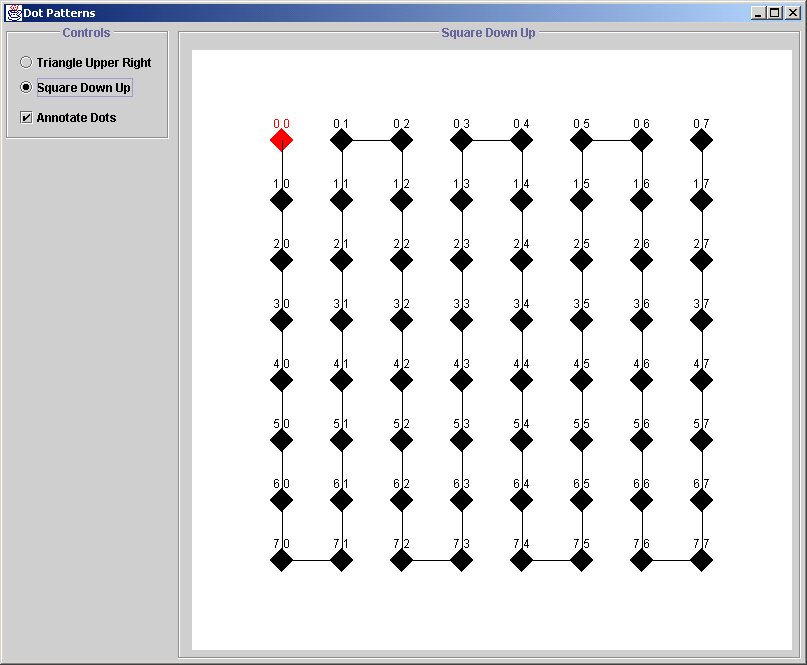 Dot Patterns
Controls
Square Down Up
Triangle Upper Right
Square Down Up
Annotate Dots
0 0 0 1 0 2 0 3 0 4 0 5 0 6 0 7
1 0 1 1 1 2 1 3 1 4 1 5 1 6 1 7
2 0 2 1 2 2 2 3 2 4 2 5 2 6 2 7
3 0 3 1 3 2 3 3 3 4 3 5 3 6 3 7
4 0 4 1 4 2 4 3 4 4 4 5 4 6 4 7
5 0 5 1 5 2 5 3 5 4 5 5 5 6 5 7
6 0 6 1 6 2 6 3 6 4 6 5 6 6 6 7
7 0 7 1 7 2 7 3 7 4 7 5 7 6 7 7